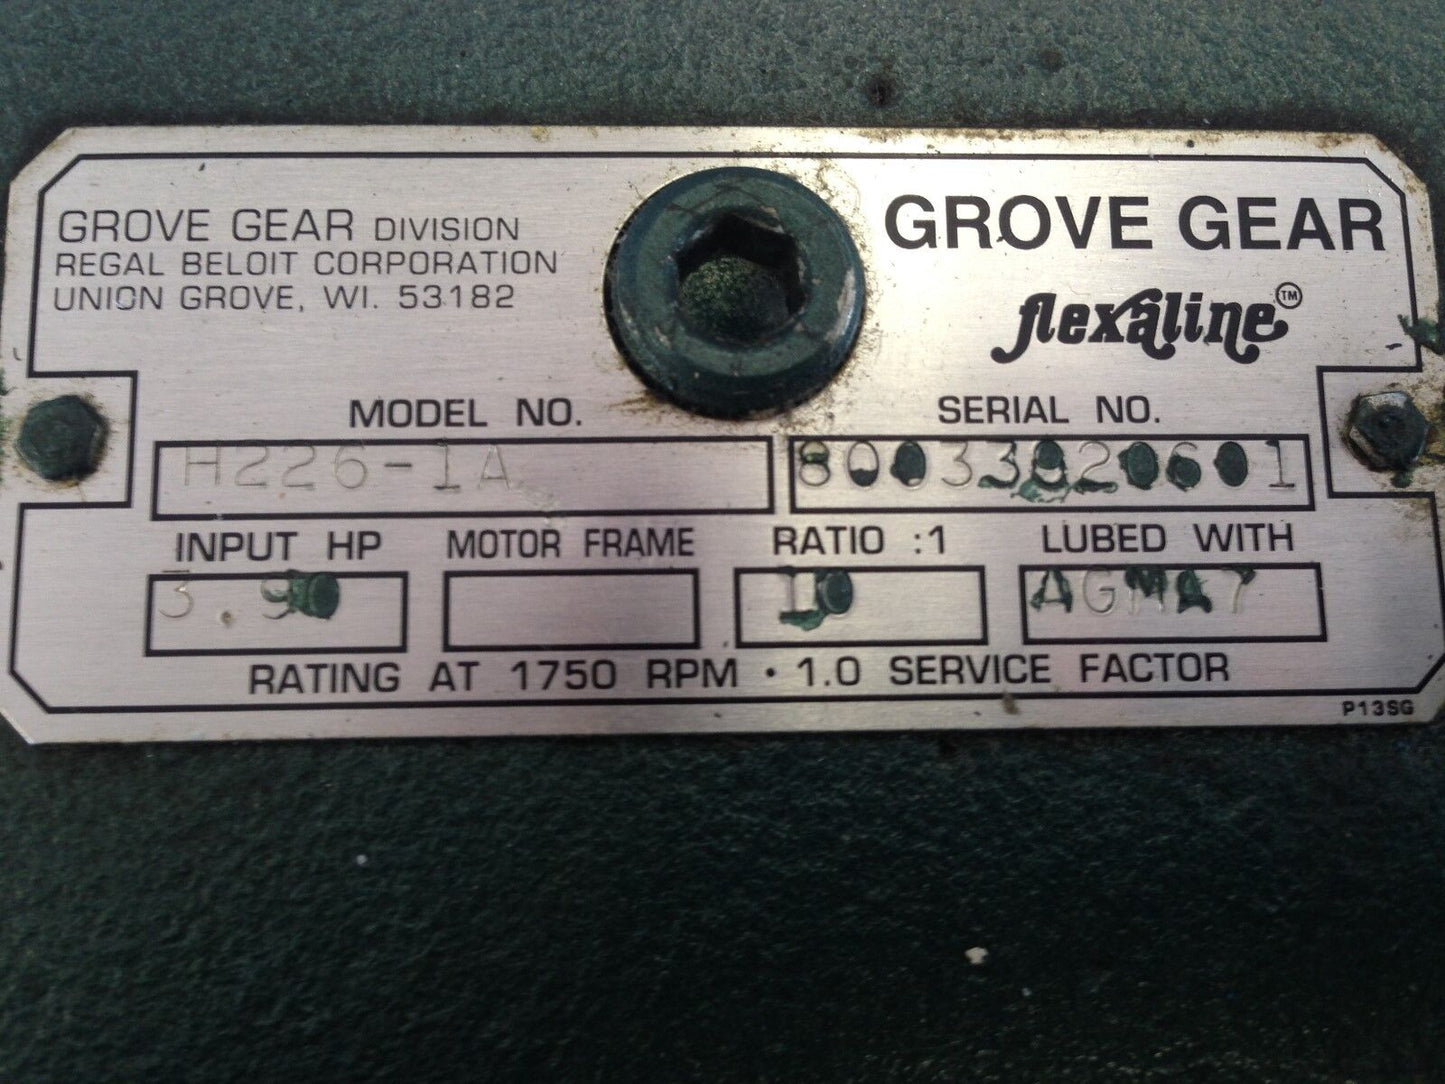 GROVE GEAR DIVISION
REGAL BELOIT CORPORATION
UNION GROVE, WI. 53182
GROVE GEAR
flexaline™
MODEL NO.
SERIAL NO.
H226-1A
INPUT HP
MOTOR FRAME
RATIO :1
LUBED WITH
AGMA7
RATING AT 1750 RPM • 1.0 SERVICE FACTOR
P13SG